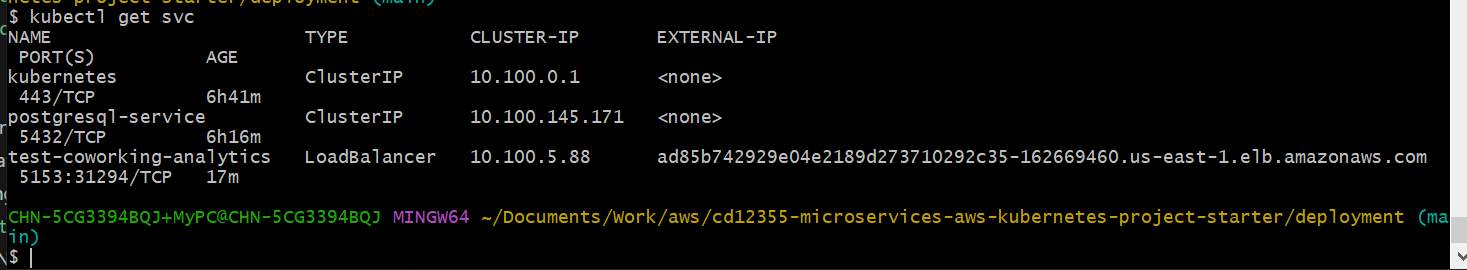 netes-project-starter/deployment (main)
$ kubectl get svc
NAME                     TYPE           CLUSTER-IP       EXTERNAL-IP
 PORT(S)          AGE
kubernetes               ClusterIP      10.100.0.1       <none>
 443/TCP          6h41m
postgresql-service       ClusterIP      10.100.145.171   <none>
 5432/TCP         6h16m
test-coworking-analytics   LoadBalancer   10.100.5.88      ad85b742929e04e2189d273710292c35-162669460.us-east-1.elb.amazonaws.com
 5153:31294/TCP   17m
CHN-5CG3394BQJ+MyPC@CHN-5CG3394BQJ MINGW64 ~/Documents/Work/aws/cd12355-microservices-aws-kubernetes-project-starter/deployment (ma
in)
$